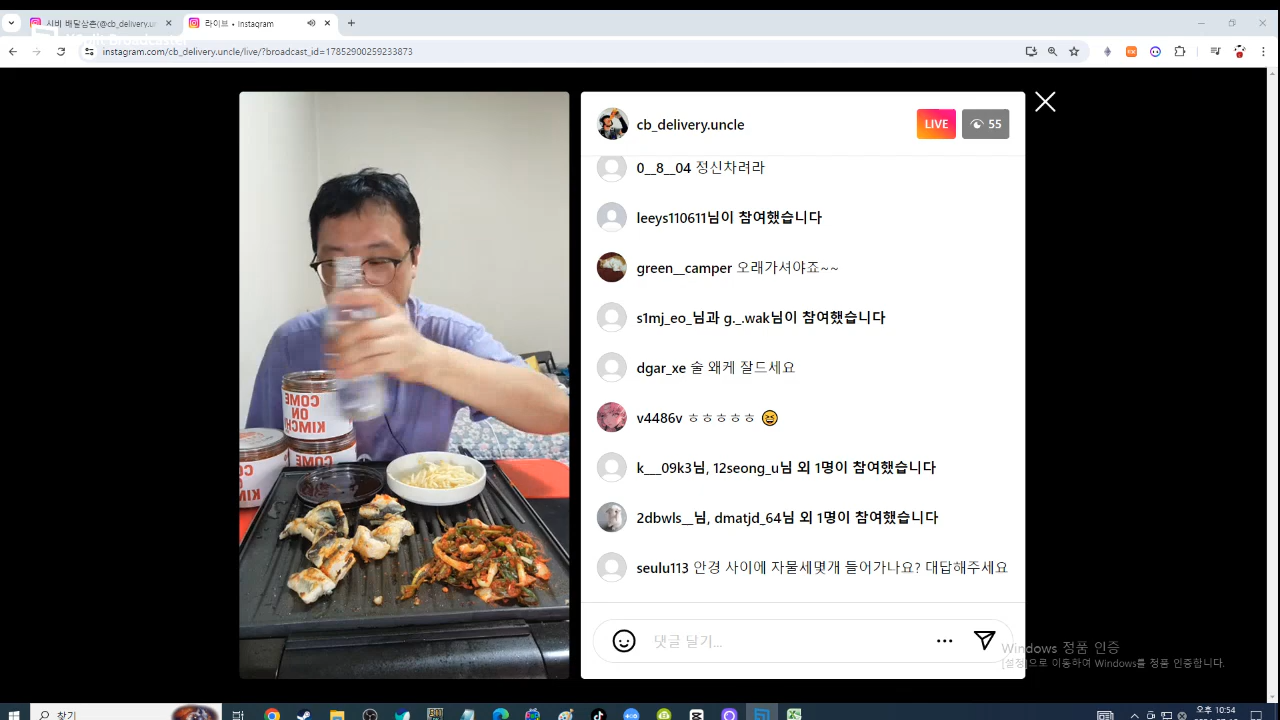 시버 배달삼촌(@cb_delivery.un
라이브 • Instagram
instagram.com/cb_delivery.uncle/live/?broadcast_id=17852900259233873
cb_delivery.uncle
LIVE
55
0__8__04 정신차려라
leeys110611님이 참여했습니다
green__camper 오래가셔야죠~~
s1mj_eo_님과 g._.wak님이 참여했습니다
dgar_xe 술 왜케 잘드세요
v4486v ㅎㅎㅎㅎㅎ 😆
k___09k3님, 12seong_u님 외 1명이 참여했습니다
2dbwls__님, dmatjd_64님 외 1명이 참여했습니다
seulu113 안경 사이에 자물세몇개 들어가나요? 대답해주세요
댓글 달기...
COME
ON
KIMCHI
COME
COME
ON
KIMCHI
Windows 정품 인증
[설정]으로 이동하여 Windows를 정품 인증합니다.
찾기
오후 10:54